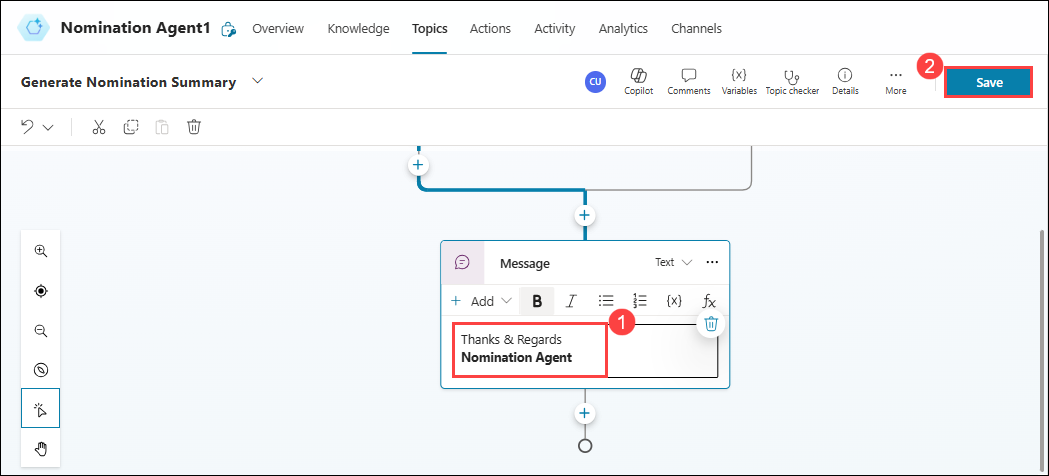 Nomination Agent1 Overview Knowledge Topics Actions Activity Analytics Channels
Generate Nomination Summary CU Copilot Comments {x} Variables Topic checker Details More 2 Save
Message Text
+ Add B I {x} fx
1
Thanks & Regards
Nomination Agent